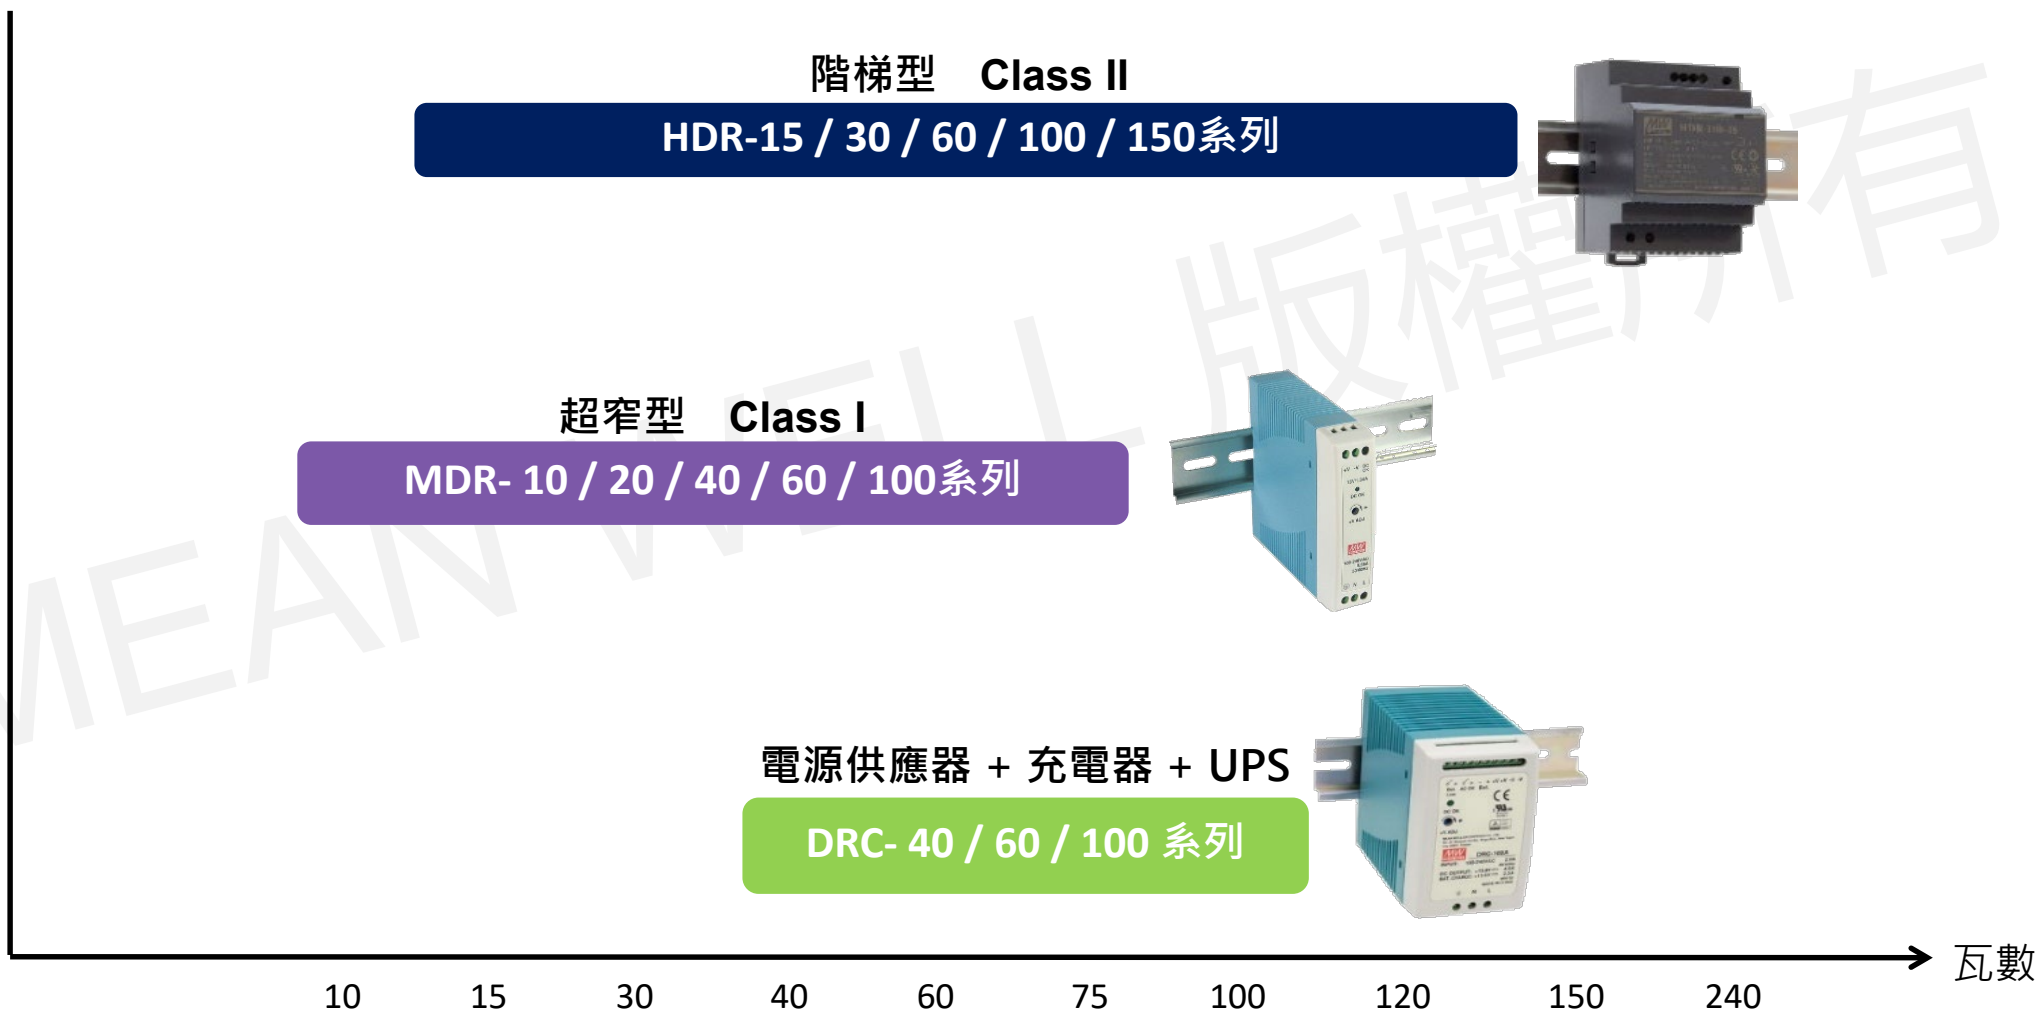 階梯型 Class II
HDR-15 / 30 / 60 / 100 / 150系列
超窄型 Class I
MDR- 10 / 20 / 40 / 60 / 100系列
電源供應器 + 充電器 + UPS
DRC- 40 / 60 / 100 系列
瓦數
10 15 30 40 60 75 100 120 150 240
MEAN WELL 版權所有